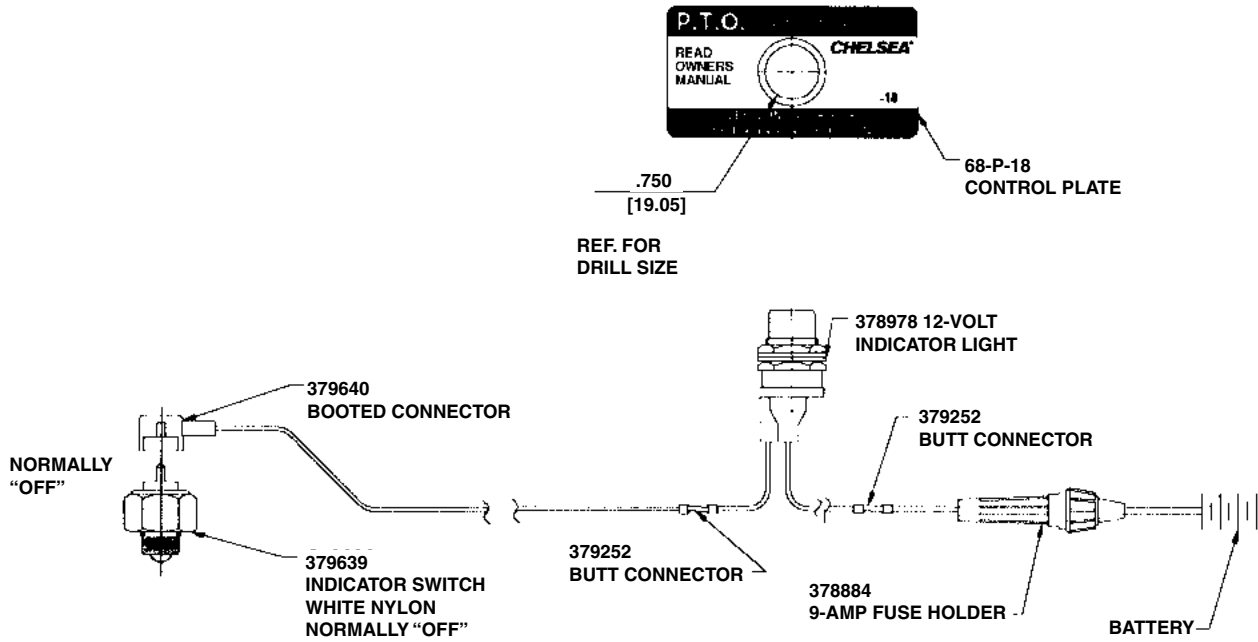 P.T.O.
READ
OWNERS
MANUAL
CHELSEA
-18
68-P-18
CONTROL PLATE
.750
[19.05]
REF. FOR
DRILL SIZE
378978 12-VOLT
INDICATOR LIGHT
379640
BOOTED CONNECTOR
379252
BUTT CONNECTOR
NORMALLY
“OFF”
379639
INDICATOR SWITCH
WHITE NYLON
NORMALLY “OFF”
379252
BUTT CONNECTOR
378884
9-AMP FUSE HOLDER
BATTERY